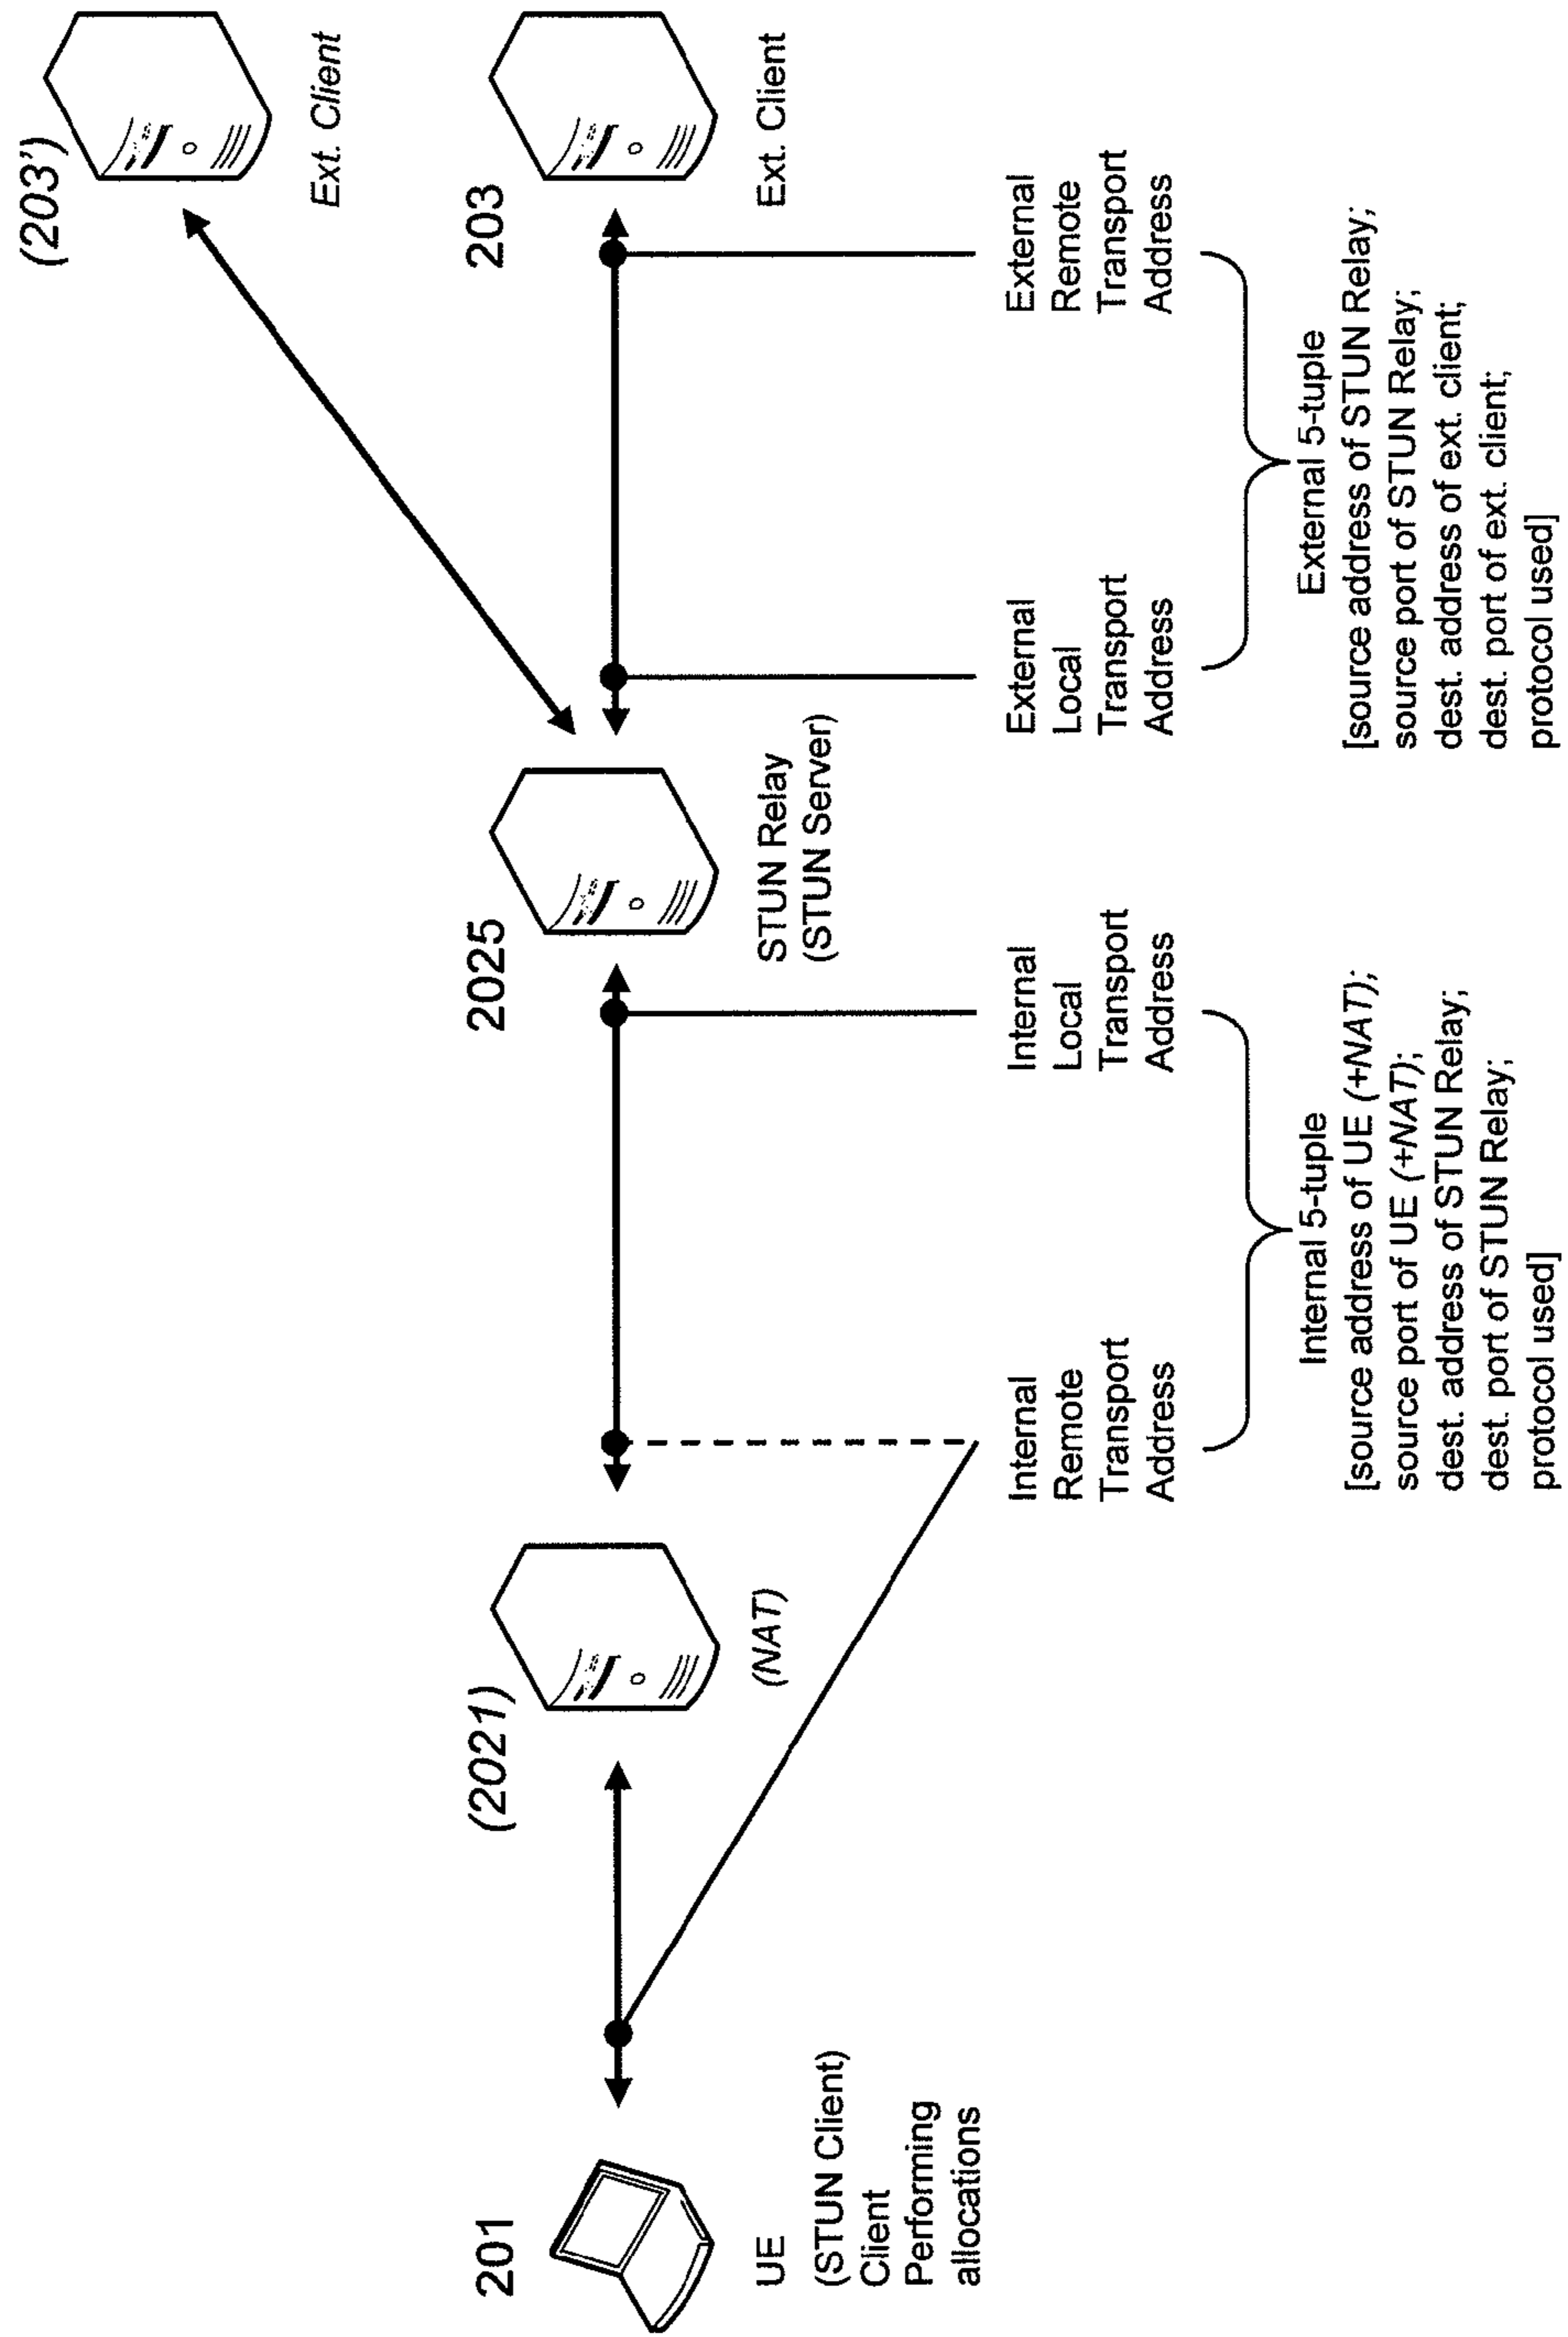 (203')
Ext. Client
201
(2021)
2025
203
UE
(STUN Client)
Client
Performing
allocations
(NAT)
STUN Relay
(STUN Server)
Ext. Client
Internal
Remote
Transport
Address
Internal
Local
Transport
Address
External
Local
Transport
Address
External
Remote
Transport
Address
Internal 5-tuple
[source address of UE (+NAT);
source port of UE (+NAT);
dest. address of STUN Relay;
dest. port of STUN Relay;
protocol used]
External 5-tuple
[source address of STUN Relay;
source port of STUN Relay;
dest. address of ext. client;
dest. port of ext. client;
protocol used]